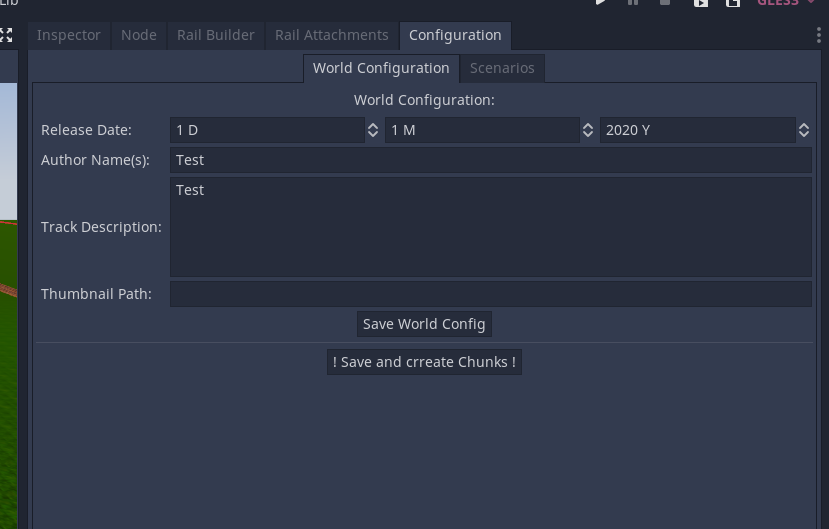 Lib
GLES3
Inspector Node Rail Builder Rail Attachments Configuration
World Configuration Scenarios
World Configuration:
Release Date: 1 D 1 M 2020 Y
Author Name(s): Test
Test
Track Description:
Thumbnail Path:
Save World Config
! Save and crreate Chunks !